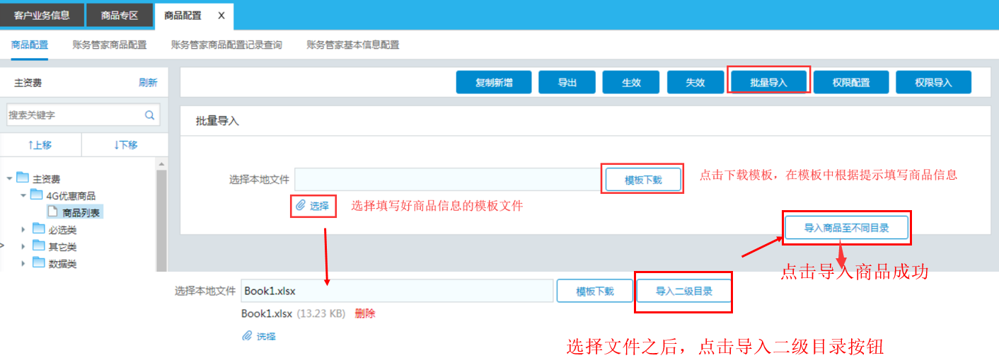 客户业务信息 商品专区 商品配置 X
商品配置 账务管家商品配置 账务管家商品配置记录查询 账务管家基本信息配置
主资费 刷新
复制新增 导出 生效 失效 批量导入 权限配置 权限导入
搜素关键字
批量导入
↑上移 ↓下移
选择本地文件 模板下载 点击下载模板，在模板中根据提示填写商品信息
主资费
4G优惠商品
选择 选择填写好商品信息的模板文件
商品列表
必选类
导入商品至不同目录
其它类
数据类
点击导入商品成功
选择本地文件 Book1.xlsx 模板下载 导入二级目录
Book1.xlsx (13.23 KB) 删除
选择
选择文件之后，点击导入二级目录按钮